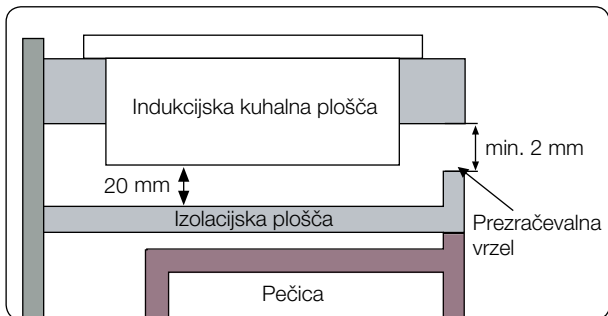 Indukcijska kuhalna plošča
min. 2 mm
20 mm
Izolacijska plošča
Prezračevalna
vrzel
Pečica